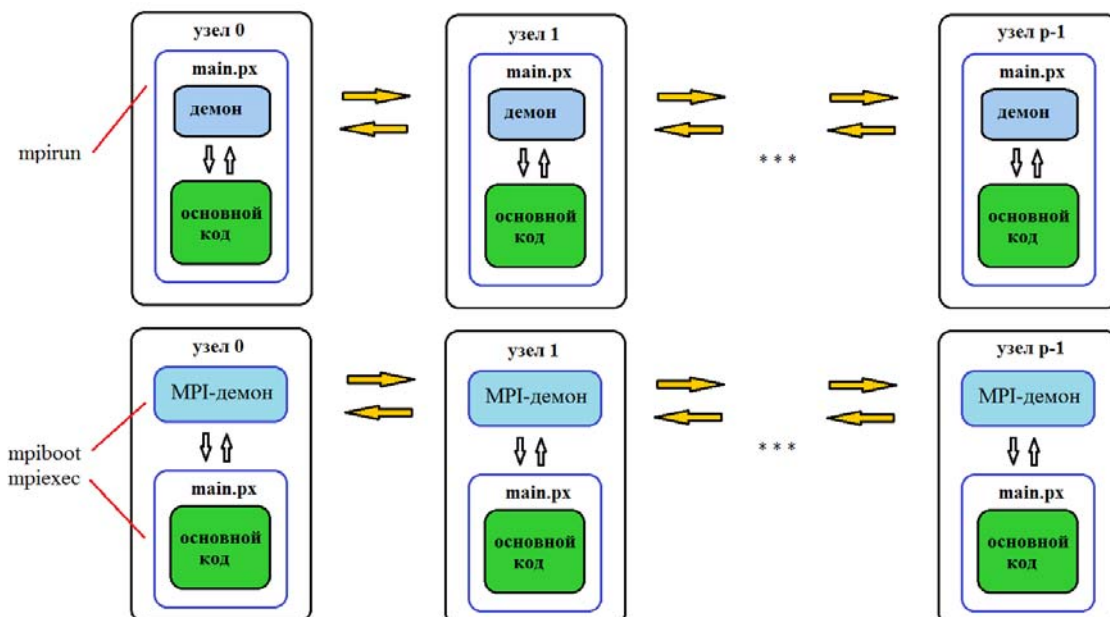 узел 0
main.px
демон
основной
код
узел 1
main.px
демон
основной
код
* * *
узел p-1
main.px
демон
основной
код
mpirun
узел 0
MPI-демон
main.px
основной
код
узел 1
MPI-демон
main.px
основной
код
* * *
узел p-1
MPI-демон
main.px
основной
код
mpiboot
mpiexec